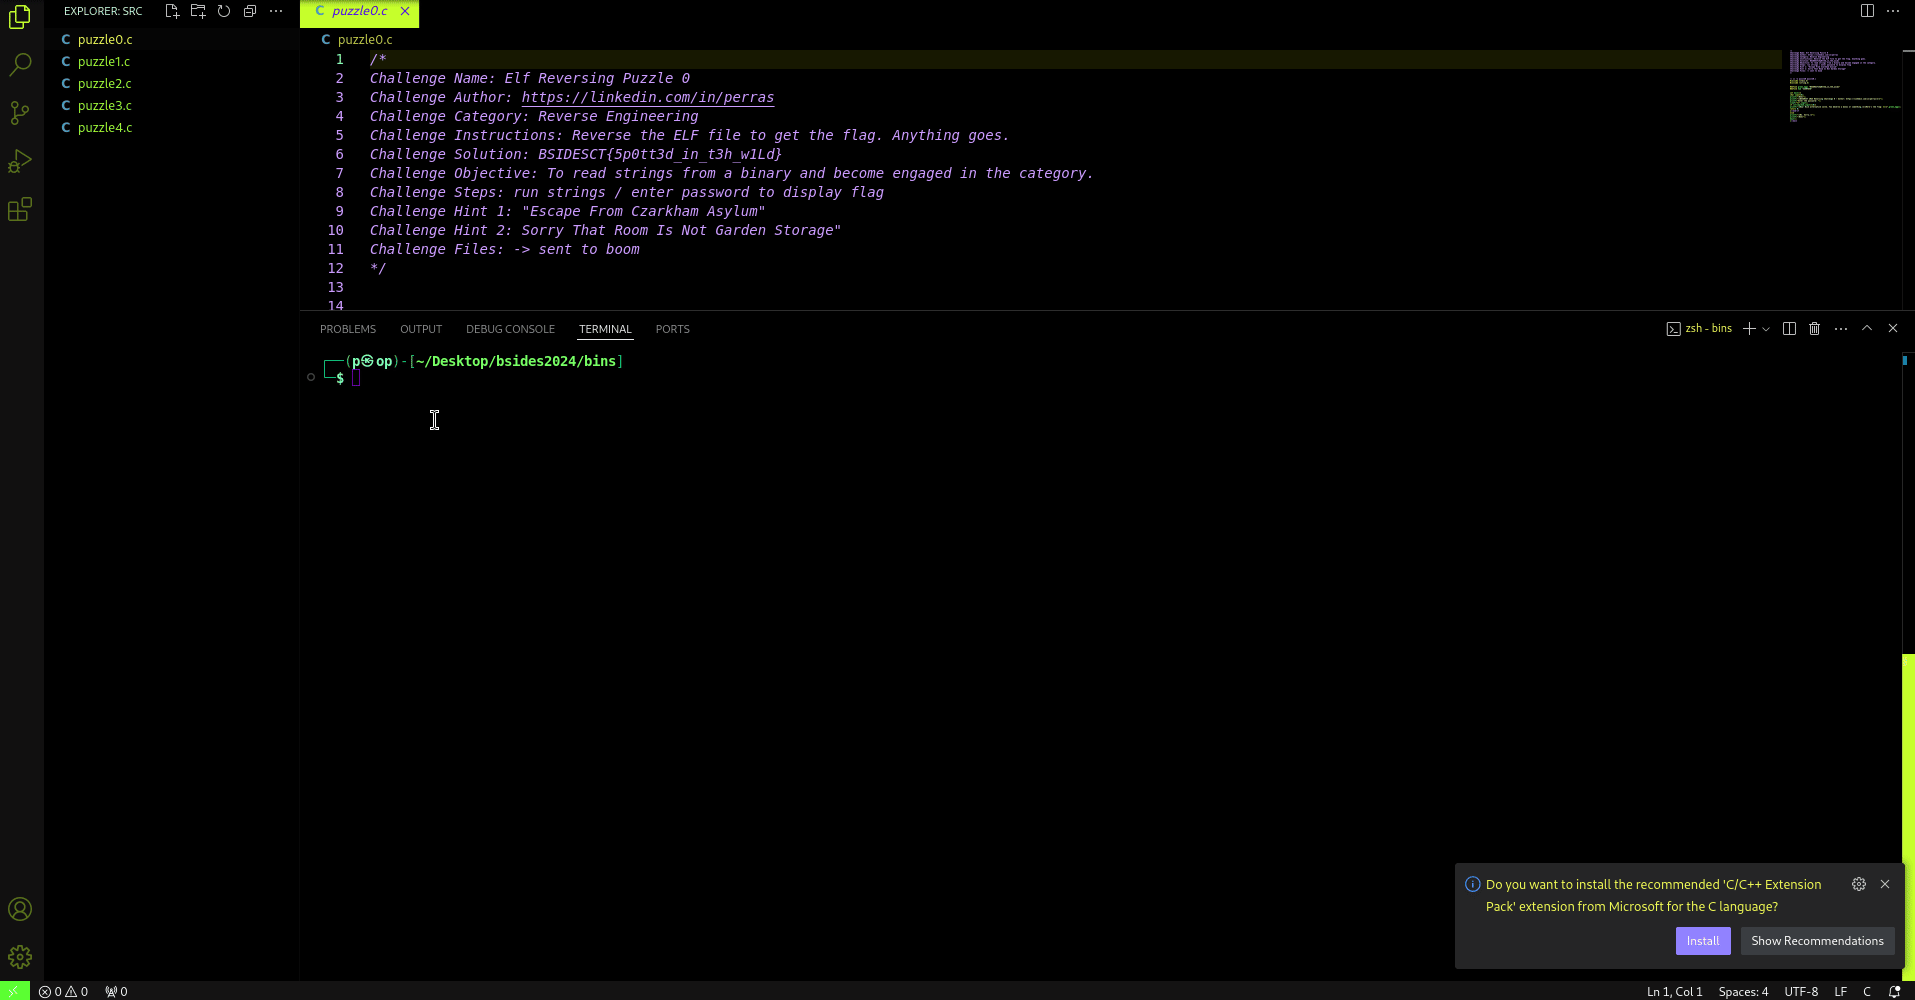 EXPLORER: SRC
puzzle0.c
puzzle1.c
puzzle2.c
puzzle3.c
puzzle4.c
puzzle0.c
puzzle0.c
1 /*
2 Challenge Name: Elf Reversing Puzzle 0
3 Challenge Author: https://linkedin.com/in/perras
4 Challenge Category: Reverse Engineering
5 Challenge Instructions: Reverse the ELF file to get the flag. Anything goes.
6 Challenge Solution: BSIDESCT{5p0tt3d_in_t3h_w1Ld}
7 Challenge Objective: To read strings from a binary and become engaged in the category.
8 Challenge Steps: run strings / enter password to display flag
9 Challenge Hint 1: "Escape From Czarkham Asylum"
10 Challenge Hint 2: Sorry That Room Is Not Garden Storage"
11 Challenge Files: -> sent to boom
12 */
13
14
PROBLEMS OUTPUT DEBUG CONSOLE TERMINAL PORTS
zsh - bins
(p㉿op)-[~/Desktop/bsides2024/bins]
$
Do you want to install the recommended 'C/C++ Extension
Pack' extension from Microsoft for the C language?
Install Show Recommendations
0 0 0
Ln 1, Col 1 Spaces: 4 UTF-8 LF C